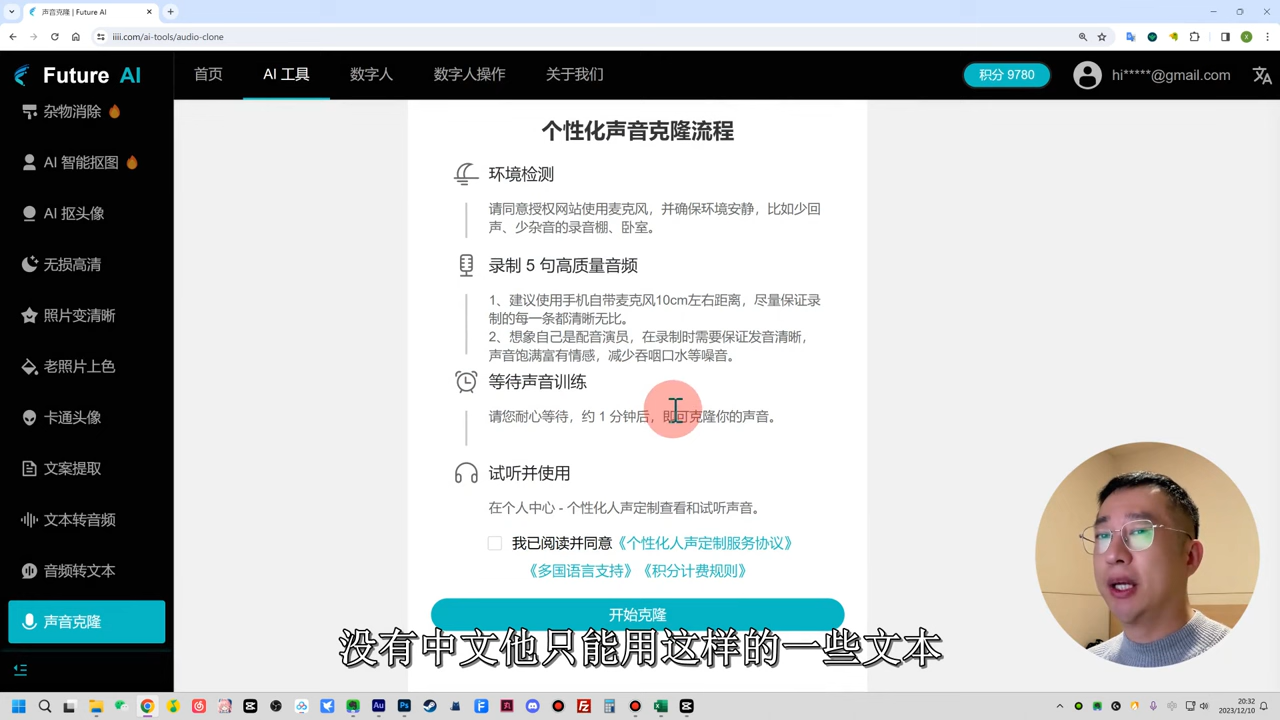 声音克隆 | Future AI
iiii.com/ai-tools/audio-clone
Future AI
首页 AI 工具 数字人 数字人操作 关于我们
积分 9780
hi*****@gmail.com
杂物消除
AI 智能抠图
AI 抠头像
无损高清
照片变清晰
老照片上色
卡通头像
文案提取
文本转音频
音频转文本
声音克隆
个性化声音克隆流程
环境检测
请同意授权网站使用麦克风，并确保环境安静，比如少回
声、少杂音的录音棚、卧室。
录制 5 句高质量音频
1、建议使用手机自带麦克风10cm左右距离，尽量保证录
制的每一条都清晰无比。
2、想象自己是配音演员，在录制时需要保证发音清晰，
声音饱满富有情感，减少吞咽口水等噪音。
等待声音训练
请您耐心等待，约 1 分钟后，即可克隆你的声音。
试听并使用
在个人中心 - 个性化人声定制查看和试听声音。
我已阅读并同意《个性化人声定制服务协议》
《多国语言支持》《积分计费规则》
开始克隆
没有中文他只能用这样的一些文本
20:32
2023/12/10